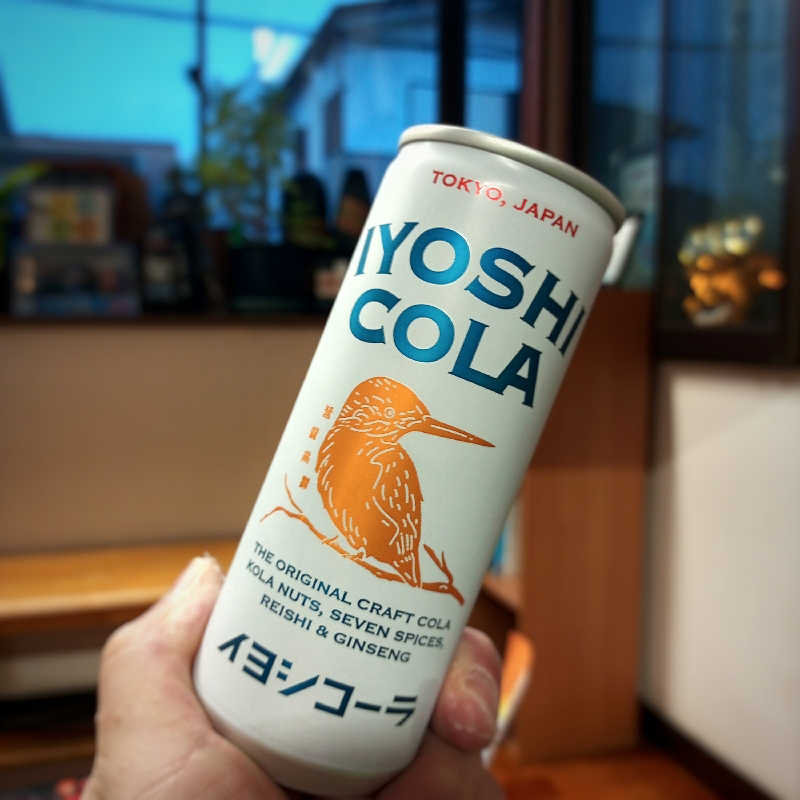 TOKYO, JAPAN
IYOSHI
COLA
THE ORIGINAL CRAFT COLA
KOLA NUTS, SEVEN SPICES,
REISHI & GINSENG
イヨシコーラ